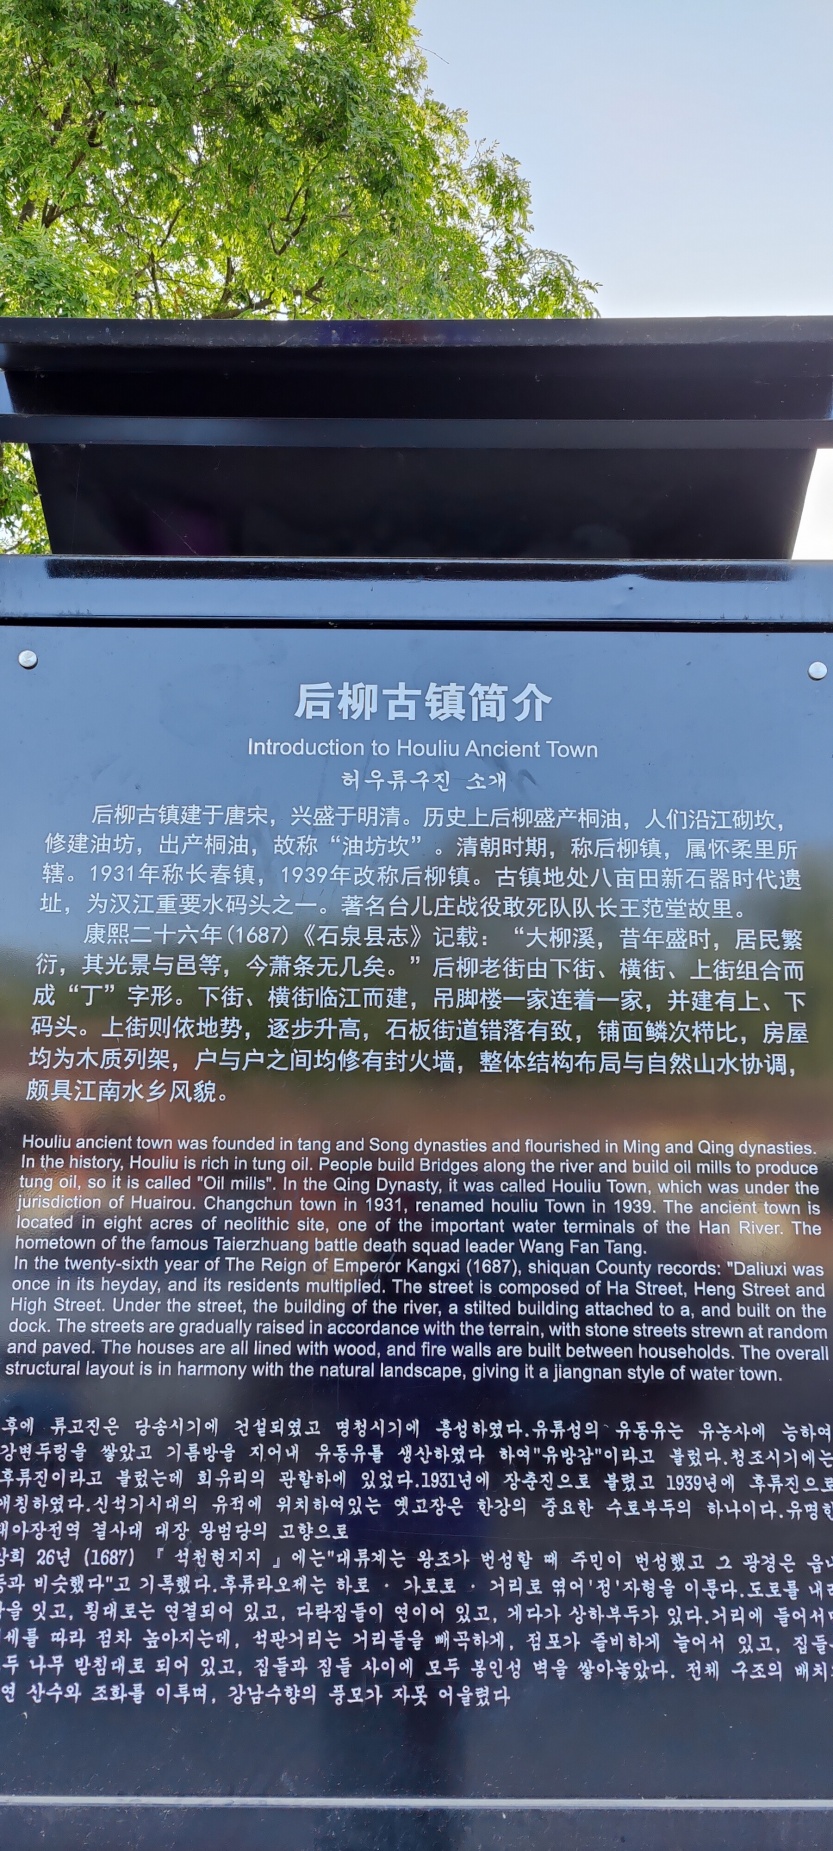 后柳古镇简介
Introduction to Houliu Ancient Town
허우류구진 소개
后柳古镇建于唐宋，兴盛于明清。历史上后柳盛产桐油，人们沿江砌坎，
修建油坊，出产桐油，故称“油坊坎”。清朝时期，称后柳镇，属怀柔里所
辖。1931年称长春镇，1939年改称后柳镇。古镇地处八亩田新石器时代遗
址，为汉江重要水码头之一。著名台儿庄战役敢死队队长王范堂故里。
康熙二十六年(1687)《石泉县志》记载：“大柳溪，昔年盛时，居民繁
衍，其光景与邑等，今萧条无几矣。”后柳老街由下街、横街、上街组合而
成“丁”字形。下街、横街临江而建，吊脚楼一家连着一家，并建有上、下
码头。上街则依地势，逐步升高，石板街道错落有致，铺面鳞次栉比，房屋
均为木质列架，户与户之间均修有封火墙，整体结构布局与自然山水协调，
颇具江南水乡风貌。
Houliu ancient town was founded in tang and Song dynasties and flourished in Ming and Qing dynasties.
In the history, Houliu is rich in tung oil. People build Bridges along the river and build oil mills to produce
tung oil, so it is called "Oil mills". In the Qing Dynasty, it was called Houliu Town, which was under the
jurisdiction of Huairou. Changchun town in 1931, renamed houliu Town in 1939. The ancient town is
located in eight acres of neolithic site, one of the important water terminals of the Han River. The
hometown of the famous Taierzhuang battle death squad leader Wang Fan Tang.
In the twenty-sixth year of The Reign of Emperor Kangxi (1687), shiquan County records: "Daliuxi was
once in its heyday, and its residents multiplied. The street is composed of Ha Street, Heng Street and
High Street. Under the street, the building of the river, a stilted building attached to a, and built on the
dock. The streets are gradually raised in accordance with the terrain, with stone streets strewn at random
and paved. The houses are all lined with wood, and fire walls are built between households. The overall
structural layout is in harmony with the natural landscape, giving it a jiangnan style of water town.
후에 류고진은 당송시기에 건설되였고 명청시기에 흥성하였다.유류성의 유동유는 유농사에 능하여
강변두렁을 쌓았고 기름방을 지어내 유동유를 생산하였다 하여"유방감"이라고 불렀다.청조시기에는
후류진이라고 불렀는데 회유리의 관할하에 있었다.1931년에 장춘진으로 불렸고 1939년에 후류진으로
개칭하였다.신석기시대의 유적에 위치하여있는 옛고장은 한강의 중요한 수로부두의 하나이다.유명한
태아장전역 결사대 대장 왕범당의 고향으로
강희 26년 (1687) 『 석천현지지 』에는"대류계는 왕조가 번성할 때 주민이 번성했고 그 광경은 읍내
등과 비슷했다"고 기록했다.후류라오제는 하로 · 가로로 · 거리로 엮어'정'자형을 이룬다.도로를 내려
을 잇고, 횡대로는 연결되어 있고, 다락집들이 연이어 있고, 게다가 상하부두가 있다.거리에 들어서
세를 따라 점차 높아지는데, 석판거리는 거리들을 빼곡하게, 점포가 즐비하게 늘어서 있고, 집들
두 나무 받침대로 되어 있고, 집들과 집들 사이에 모두 봉인성 벽을 쌓아놓았다. 전체 구조의 배치
연 산수와 조화를 이루며, 강남수향의 풍모가 자못 어울렸다